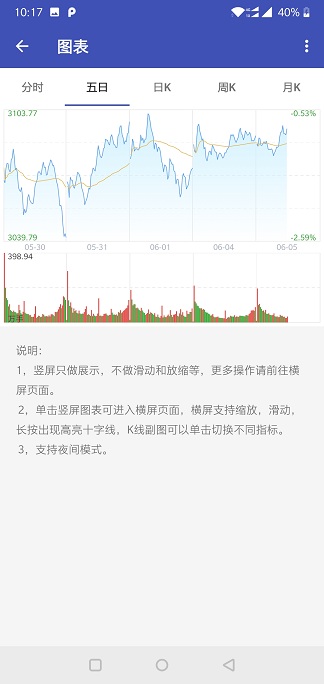 10:17
40%
图表
分时 五日 日K 周K 月K
3103.77 -0.53%
3039.79 -2.59%
05-30 05-31 06-01 06-04 06-05
398.94
万手
说明:
1，竖屏只做展示，不做滑动和放缩等，更多操作请前往横
屏页面。
2，单击竖屏图表可进入横屏页面，横屏支持缩放，滑动，
长按出现高亮十字线，K线副图可以单击切换不同指标。
3，支持夜间模式。